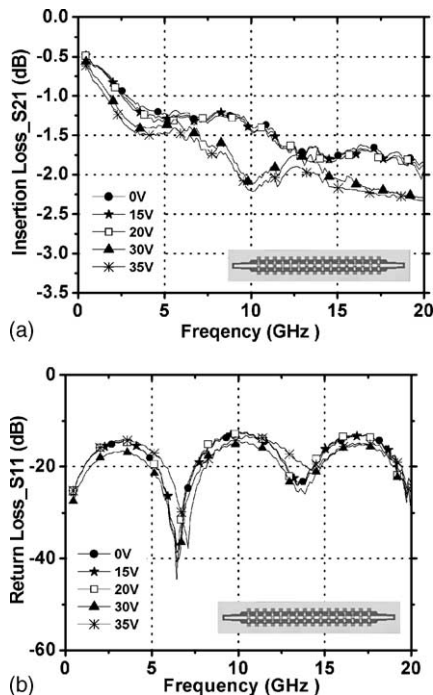 0.0
-0.5
-1.0
-1.5
-2.0
-2.5
-3.0
-3.5
Insertion Loss_S21 (dB)
0V
15V
20V
30V
35V
0 5 10 15 20
(a)
Freqency (GHz )
0
-20
-40
-60
Return Loss_S11 (dB)
0V
15V
20V
30V
35V
0 5 10 15 20
(b)
Frequency (GHz)